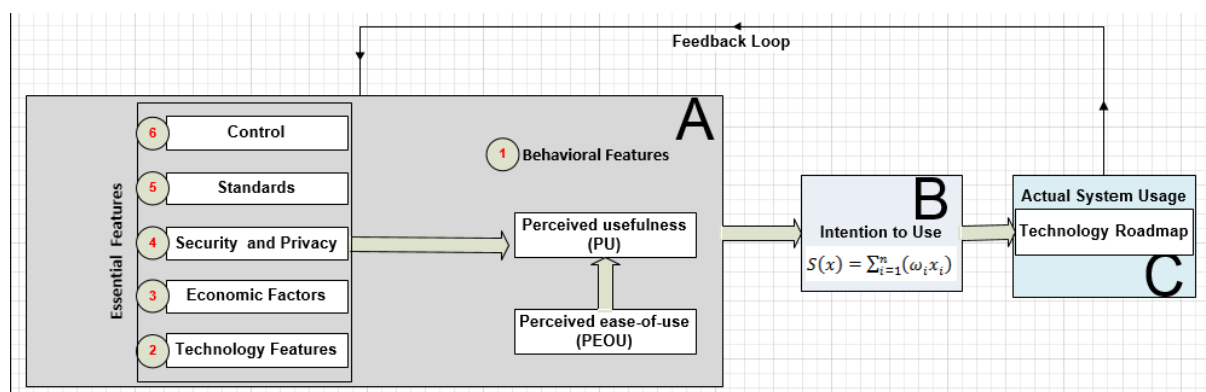 Feedback Loop
A
Essential Features
6
Control
5
Standards
4
Security and Privacy
3
Economic Factors
2
Technology Features
1
Behavioral Features
Perceived usefulness
(PU)
Perceived ease-of-use
(PEOU)
B
Intention to Use
S(x) = ∑ⁿᵢ₌₁(ωᵢxᵢ)
Actual System Usage
Technology Roadmap
C